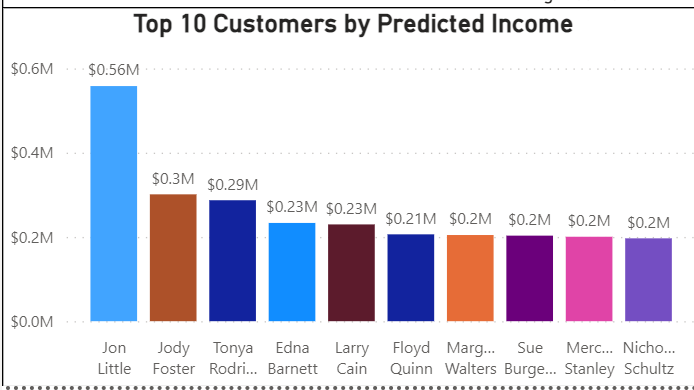 Top 10 Customers by Predicted Income
$0.6M
$0.4M
$0.2M
$0.0M
$0.56M
$0.3M
$0.29M
$0.23M
$0.23M
$0.21M
$0.2M
$0.2M
$0.2M
$0.2M
Jon
Little
Jody
Foster
Tonya
Rodri...
Edna
Barnett
Larry
Cain
Floyd
Quinn
Marg...
Walters
Sue
Burge...
Merc...
Stanley
Nicho...
Schultz